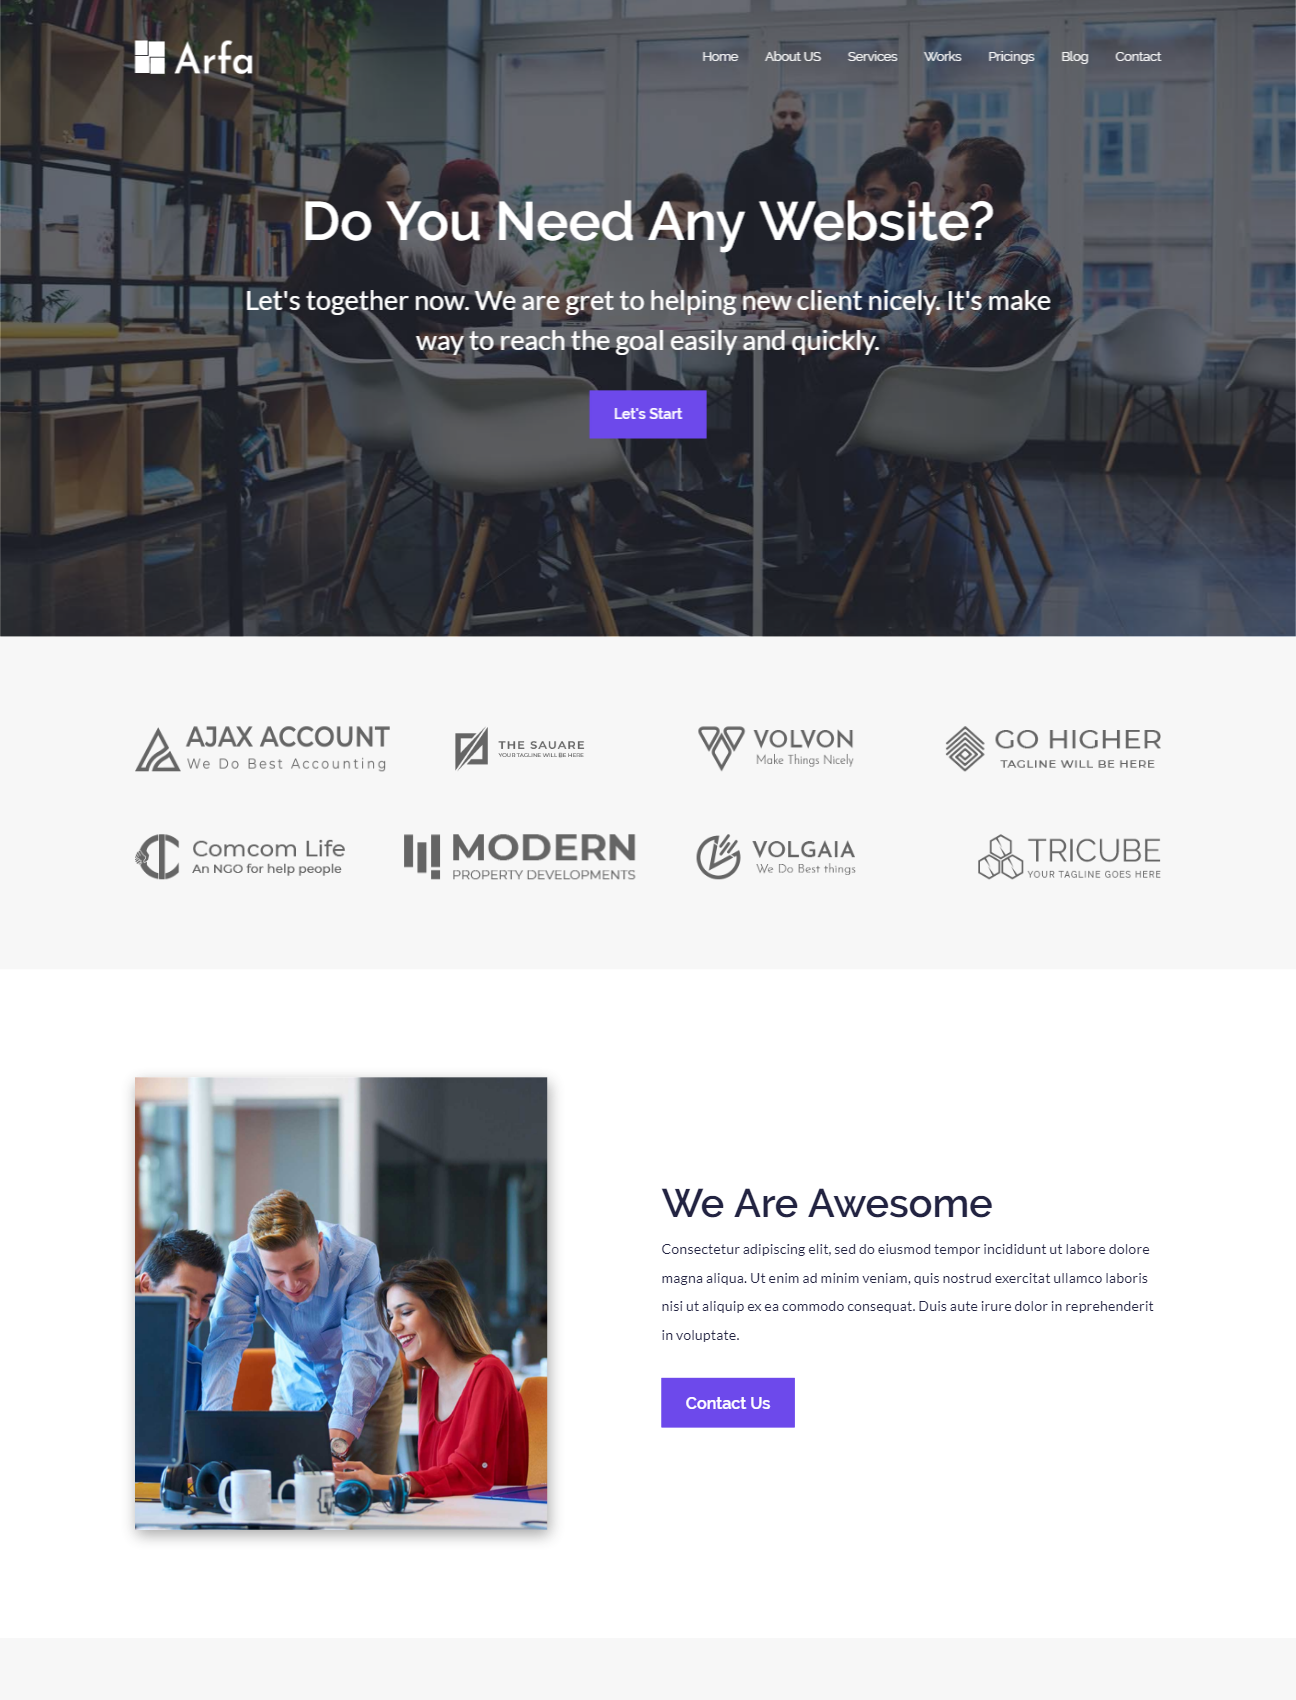 Arfa
Home About US Services Works Pricings Blog Contact
Do You Need Any Website?
Let's together now. We are gret to helping new client nicely. It's make
way to reach the goal easily and quickly.
Let's Start
AJAX ACCOUNT
We Do Best Accounting
THE SAUARE
YOUR TAGLINE WILL BE HERE
VOLVON
Make Things Nicely
GO HIGHER
TAGLINE WILL BE HERE
Comcom Life
An NGO for help people
MODERN
PROPERTY DEVELOPMENTS
VOLGAIA
We Do Best things
TRICUBE
YOUR TAGLINE GOES HERE
We Are Awesome
Consectetur adipiscing elit, sed do eiusmod tempor incididunt ut labore dolore
magna aliqua. Ut enim ad minim veniam, quis nostrud exercitat ullamco laboris
nisi ut aliquip ex ea commodo consequat. Duis aute irure dolor in reprehenderit
in voluptate.
Contact Us